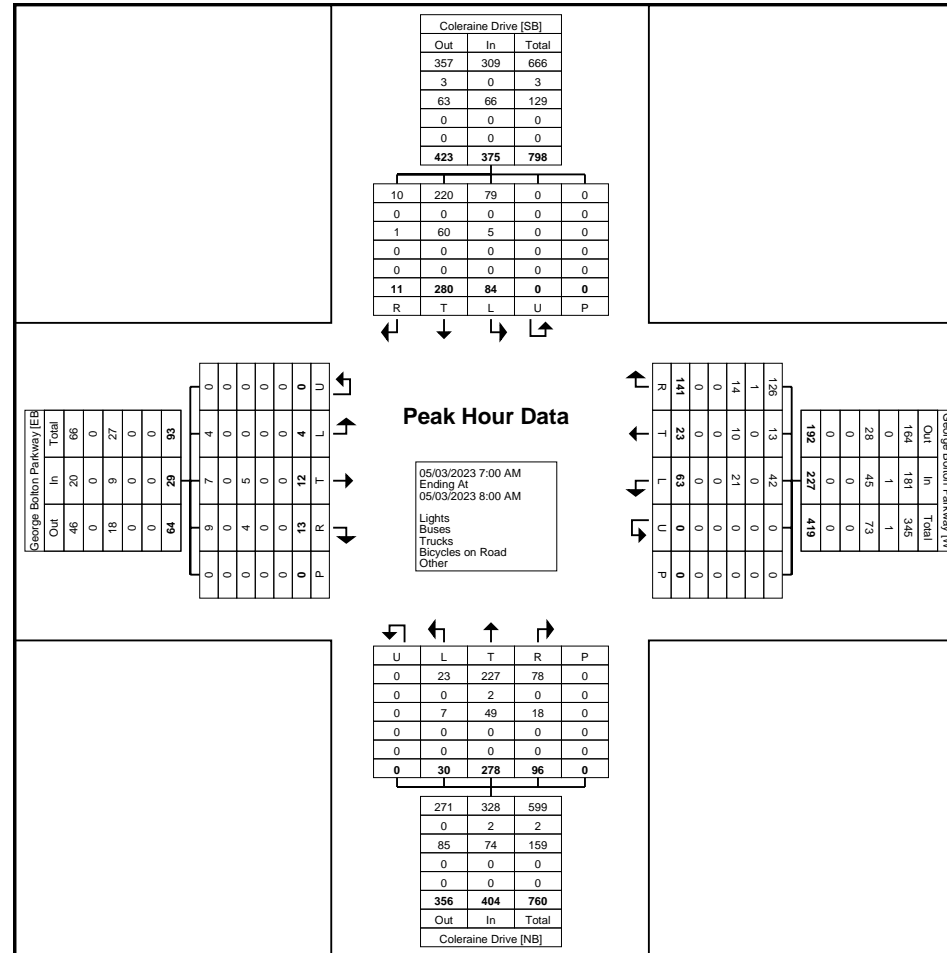 Coleraine Drive [SB]
Out In Total
357 309 666
3 0 3
63 66 129
0 0 0
0 0 0
423 375 798
10 220 79 0 0
0 0 0 0 0
1 60 5 0 0
0 0 0 0 0
0 0 0 0 0
11 280 84 0 0
R T L U P
George Bolton Parkway [EB
Out In Total
46 20 66
0 0 0
18 9 27
0 0 0
0 0 0
64 29 93
0 9 7 4 0
0 0 0 0 0
0 4 5 0 0
0 0 0 0 0
0 0 0 0 0
0 13 12 4 0
P R T L U
Peak Hour Data
05/03/2023 7:00 AM
Ending At
05/03/2023 8:00 AM
Lights
Buses
Trucks
Bicycles on Road
Other
George Bolton Parkway [W
Out In Total
164 181 345
0 1 1
28 45 73
0 0 0
0 0 0
192 227 419
126 13 42 0 0
1 0 0 0 0
14 10 21 0 0
0 0 0 0 0
0 0 0 0 0
141 23 63 0 0
R T L U P
U L T R P
0 23 227 78 0
0 0 2 0 0
0 7 49 18 0
0 0 0 0 0
0 0 0 0 0
0 30 278 96 0
271 328 599
0 2 2
85 74 159
0 0 0
0 0 0
356 404 760
Out In Total
Coleraine Drive [NB]